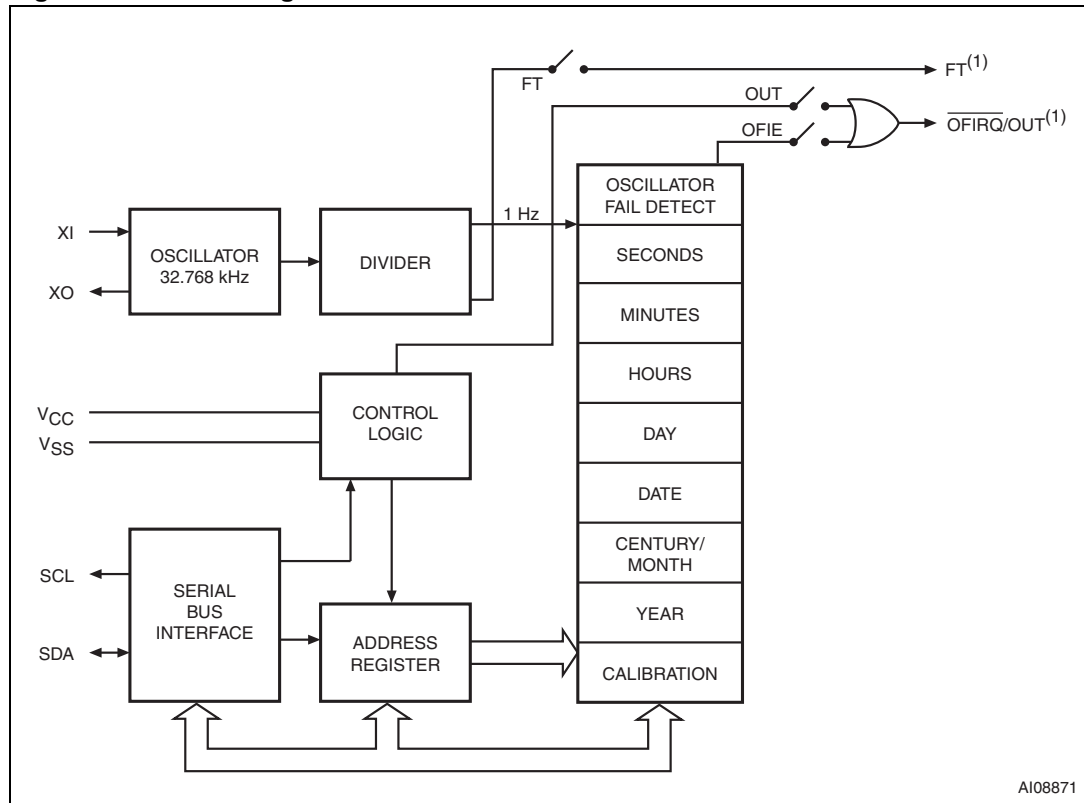 FT
FT(1)
OUT
OFIE
OFIRQ/OUT(1)
OSCILLATOR
FAIL DETECT
XI
XO
OSCILLATOR
32.768 kHz
DIVIDER
1 Hz
SECONDS
MINUTES
HOURS
VCC
VSS
CONTROL
LOGIC
DAY
DATE
CENTURY/
MONTH
SCL
SDA
SERIAL
BUS
INTERFACE
ADDRESS
REGISTER
YEAR
CALIBRATION
AI08871